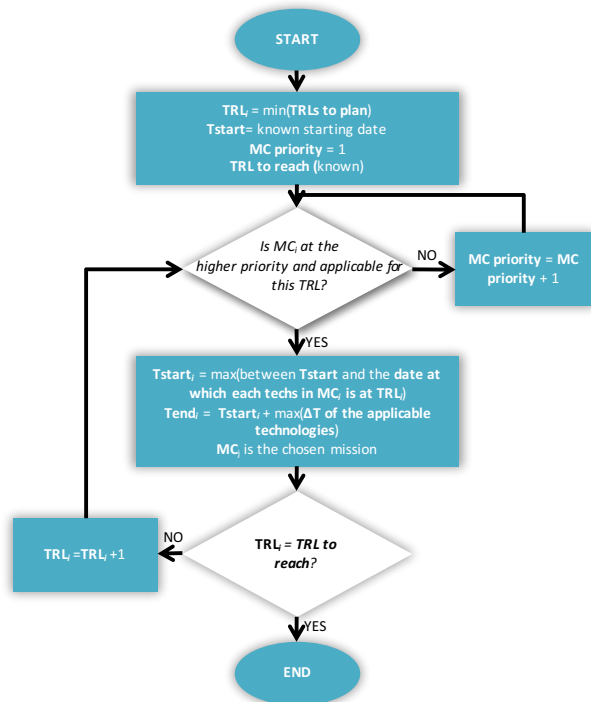 START
TRLi = min(TRLs to plan)
Tstart= known starting date
MC priority = 1
TRL to reach (known)
Is MCi at the
higher priority and applicable for
this TRL?
NO
MC priority = MC
priority + 1
YES
Tstarti = max(between Tstart and the date at
which each techs in MCi is at TRLi)
Tendi = Tstarti + max(ΔT of the applicable
technologies)
MCi is the chosen mission
NO
TRLi =TRLi +1
TRLi = TRL to
reach?
YES
END